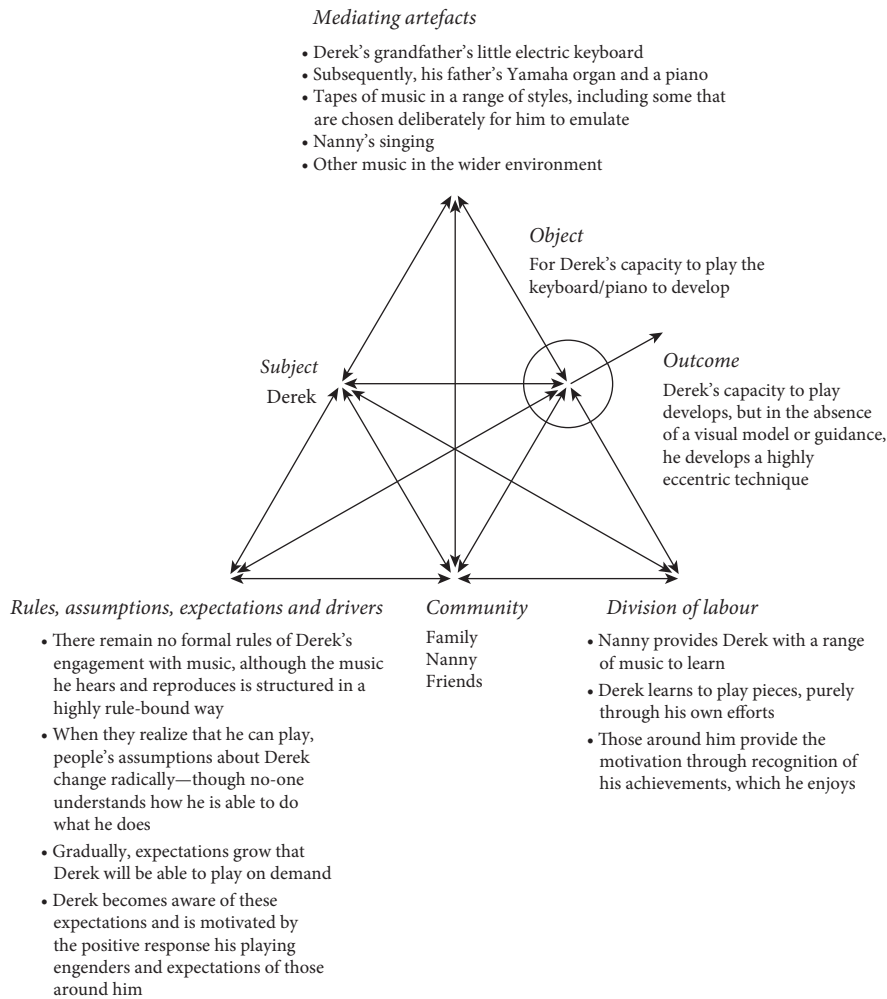 Mediating artefacts
• Derek’s grandfather’s little electric keyboard
• Subsequently, his father’s Yamaha organ and a piano
• Tapes of music in a range of styles, including some that
are chosen deliberately for him to emulate
• Nanny’s singing
• Other music in the wider environment
Object
For Derek’s capacity to play the
keyboard/piano to develop
Subject
Derek
Outcome
Derek’s capacity to play
develops, but in the absence
of a visual model or guidance,
he develops a highly
eccentric technique
Rules, assumptions, expectations and drivers
• There remain no formal rules of Derek’s
engagement with music, although the music
he hears and reproduces is structured in a
highly rule-bound way
• When they realize that he can play,
people’s assumptions about Derek
change radically—though no-one
understands how he is able to do
what he does
• Gradually, expectations grow that
Derek will be able to play on demand
• Derek becomes aware of these
expectations and is motivated by
the positive response his playing
engenders and expectations of those
around him
Community
Family
Nanny
Friends
Division of labour
• Nanny provides Derek with a range
of music to learn
• Derek learns to play pieces, purely
through his own efforts
• Those around him provide the
motivation through recognition of
his achievements, which he enjoys